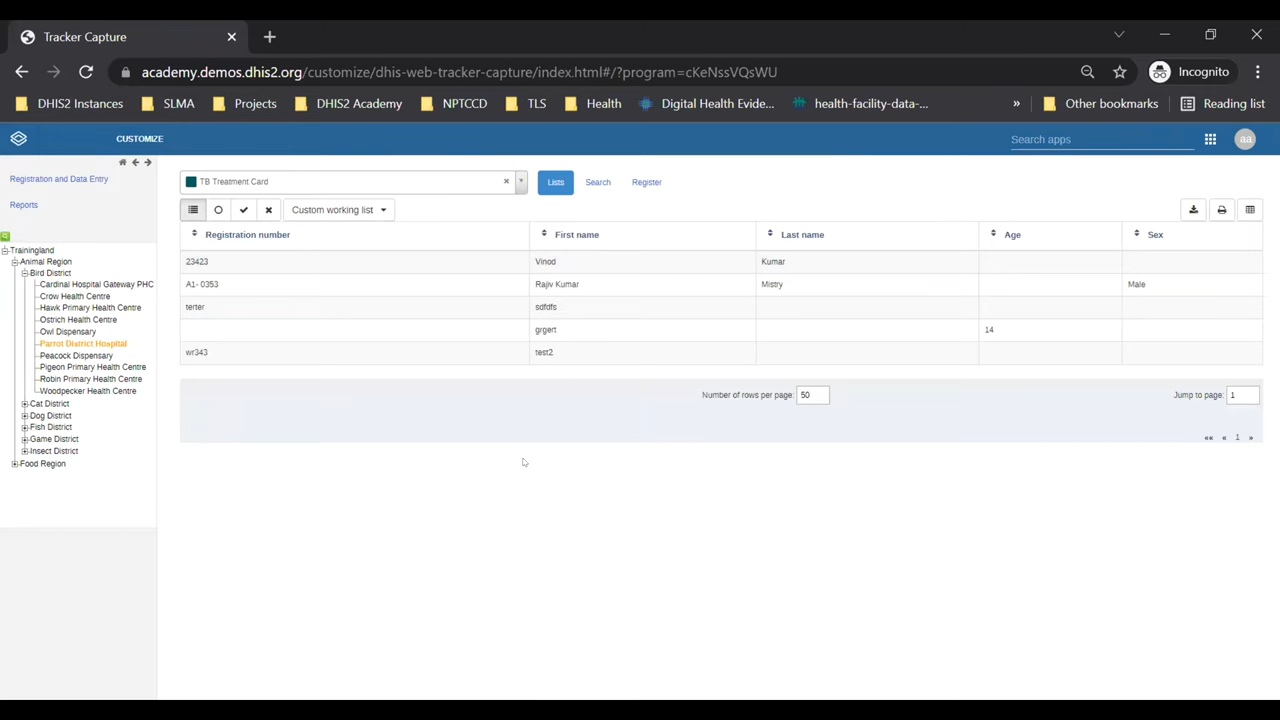 Tracker Capture
academy.demos.dhis2.org/customize/dhis-web-tracker-capture/index.html#/?program=cKeNssVQsWU
Incognito
DHIS2 Instances SLMA Projects DHIS2 Academy NPTCCD TLS Health Digital Health Evide... health-facility-data-... » Other bookmarks Reading list
CUSTOMIZE Search apps aa
Registration and Data Entry
Reports
Trainingland
Animal Region
Bird District
Cardinal Hospital Gateway PHC
Crow Health Centre
Hawk Primary Health Centre
Ostrich Health Centre
Owl Dispensary
Parrot District Hospital
Peacock Dispensary
Pigeon Primary Health Centre
Robin Primary Health Centre
Woodpecker Health Centre
Cat District
Dog District
Fish District
Game District
Insect District
Food Region
TB Treatment Card Lists Search Register
Custom working list
Registration number First name Last name Age Sex
23423 Vinod Kumar
A1- 0353 Rajiv Kumar Mistry Male
terter sdfdfs
grgert 14
wr343 test2
Number of rows per page: 50 Jump to page: 1
«« « 1 »